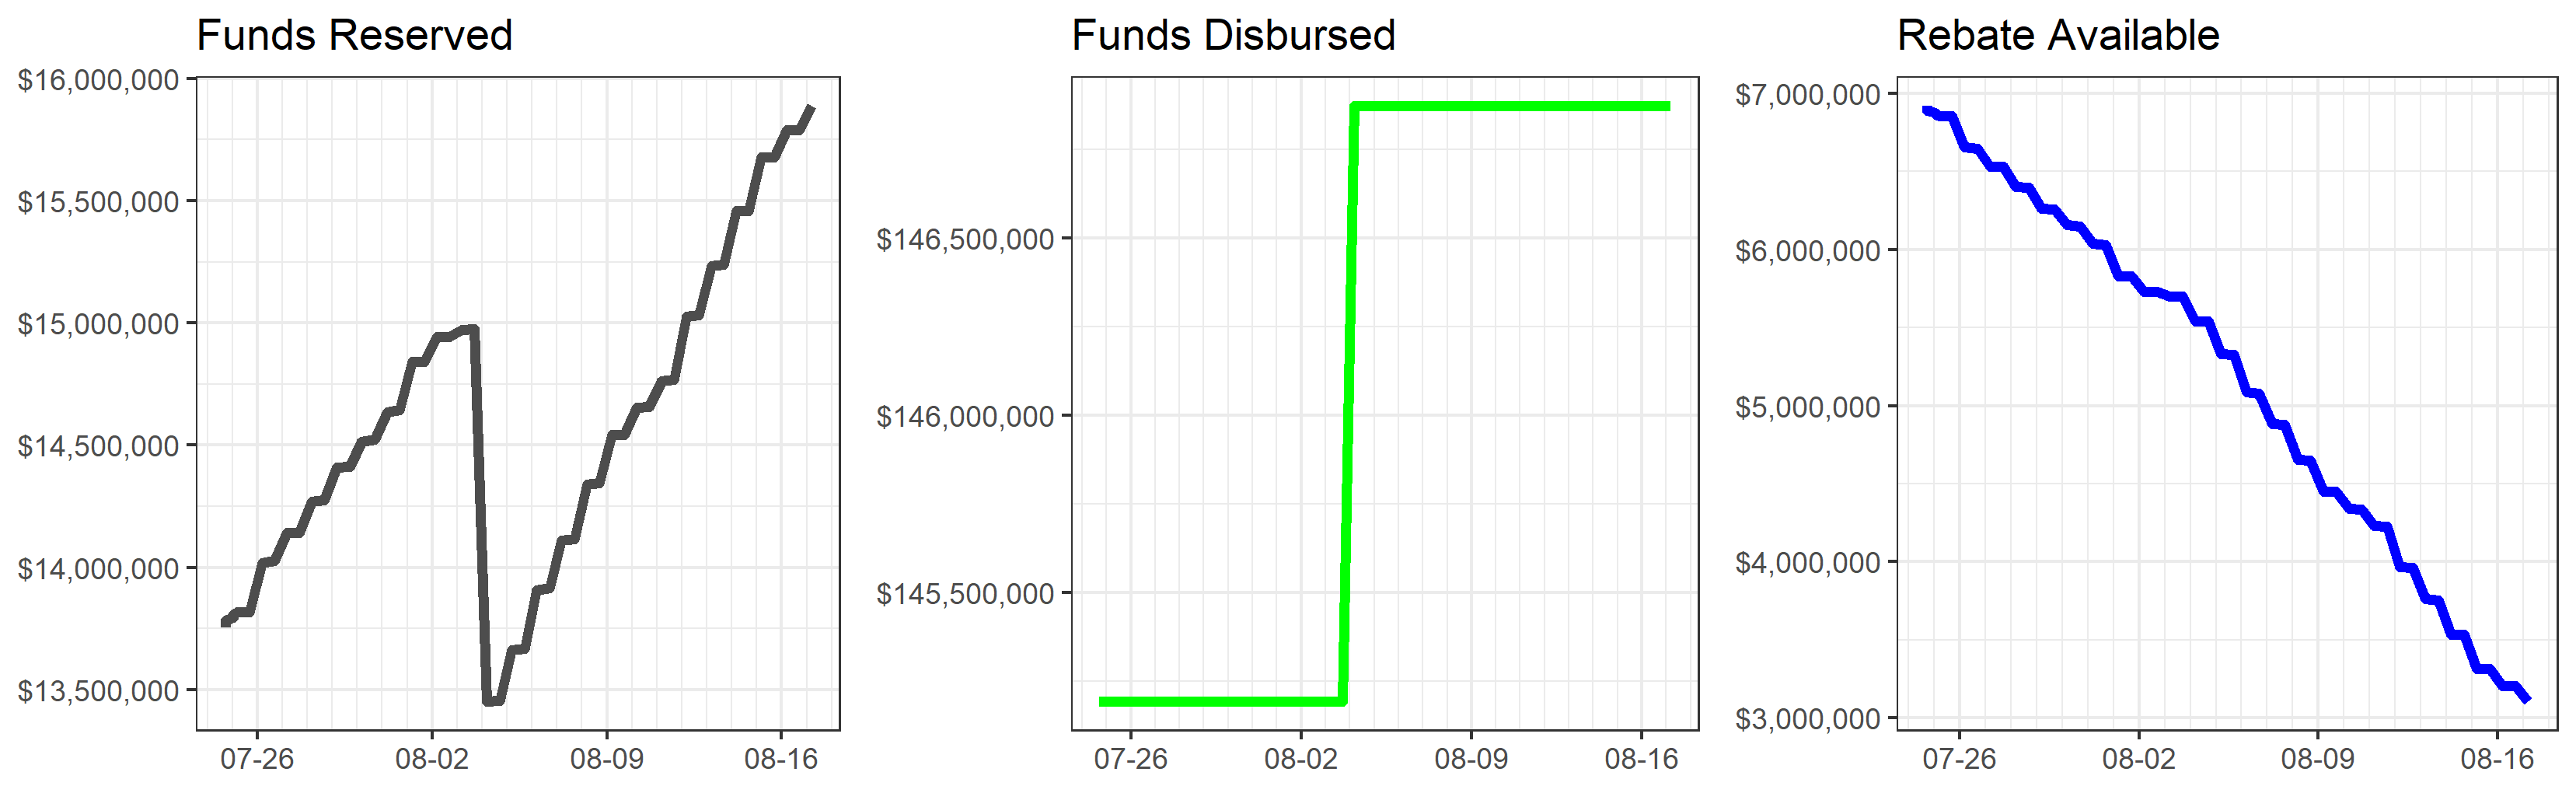 Funds Reserved
$16,000,000
$15,500,000
$15,000,000
$14,500,000
$14,000,000
$13,500,000
07-26 08-02 08-09 08-16
Funds Disbursed
$146,500,000
$146,000,000
$145,500,000
07-26 08-02 08-09 08-16
Rebate Available
$7,000,000
$6,000,000
$5,000,000
$4,000,000
$3,000,000
07-26 08-02 08-09 08-16